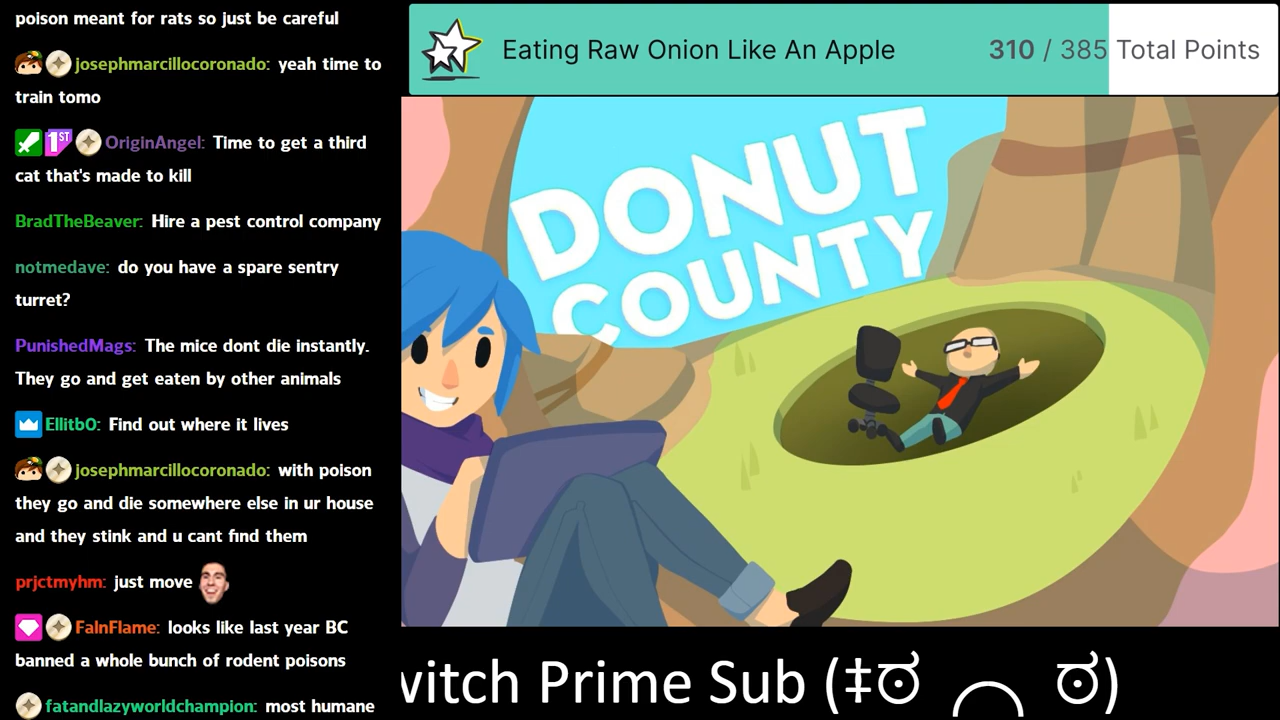 poison meant for rats so just be careful
josephmarcillocoronado: yeah time to
train tomo
1ST OriginAngel: Time to get a third
cat that's made to kill
BradTheBeaver: Hire a pest control company
notmedave: do you have a spare sentry
turret?
PunishedMags: The mice dont die instantly.
They go and get eaten by other animals
EllitbO: Find out where it lives
josephmarcillocoronado: with poison
they go and die somewhere else in ur house
and they stink and u cant find them
prjctmyhm: just move
FalnFlame: looks like last year BC
banned a whole bunch of rodent poisons
fatandlazyworldchampion: most humane
Eating Raw Onion Like An Apple 310 / 385 Total Points
DONUT
COUNTY
witch Prime Sub (‡ಠ ⁀ ಠ)